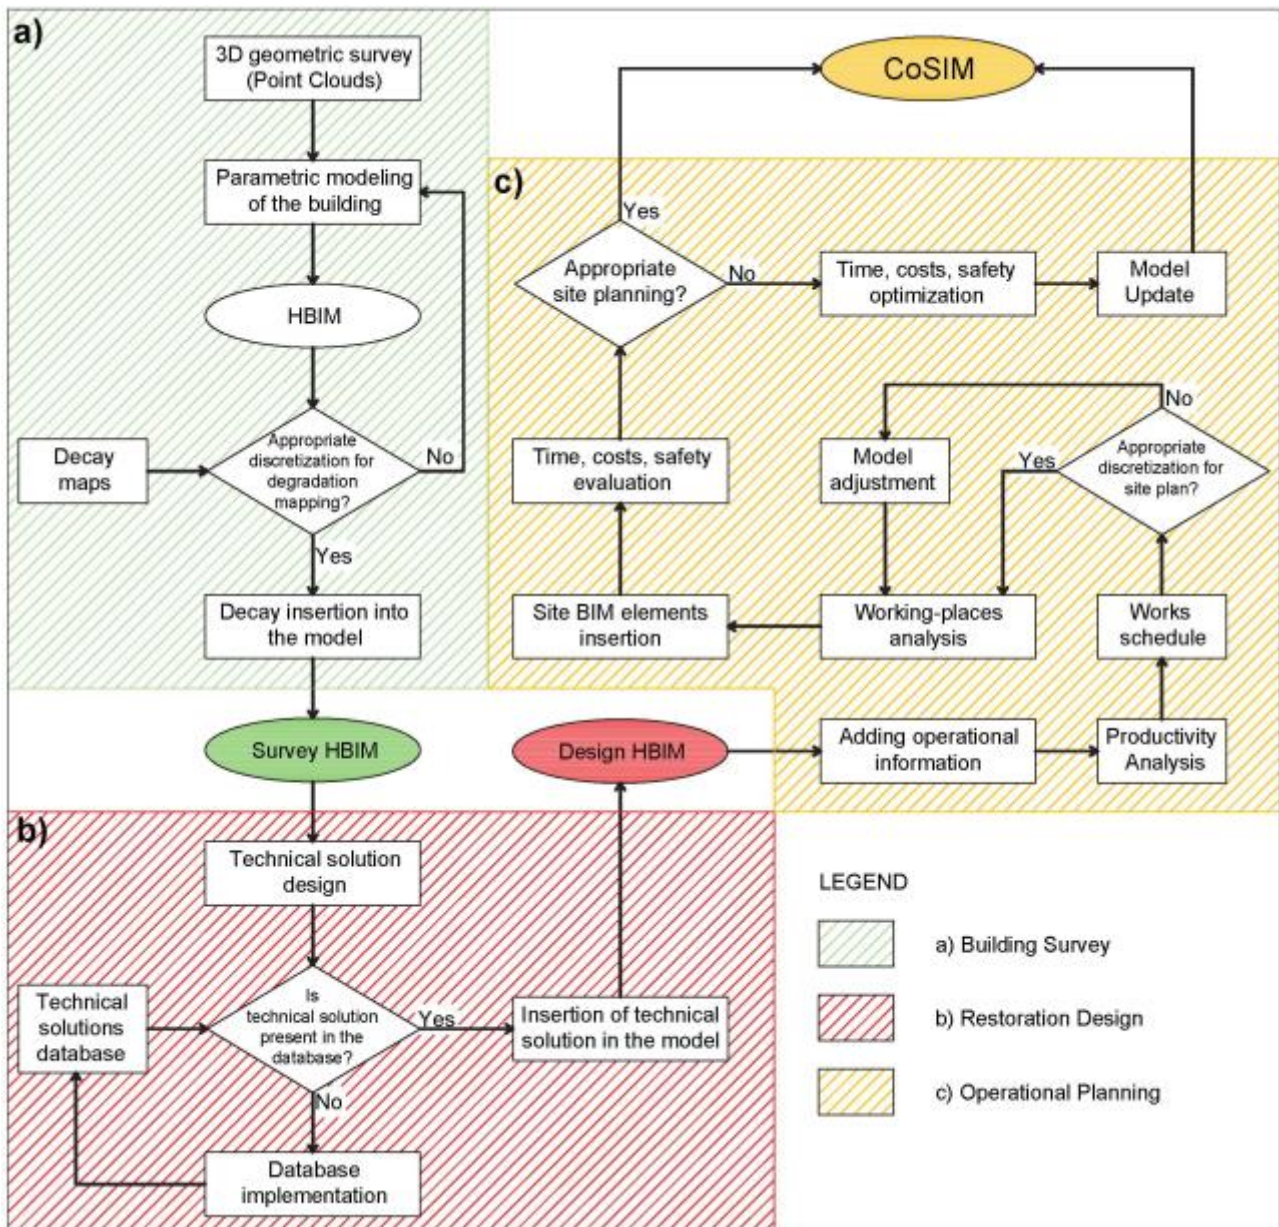 a)
3D geometric survey
(Point Clouds)
Parametric modeling
of the building
HBIM
Decay
maps
Appropriate
discretization for
degradation
mapping?
No
Yes
Decay insertion into
the model
Survey HBIM
b)
Technical solution
design
Technical
solutions
database
Is
technical solution
present in the
database?
Yes
No
Insertion of technical
solution in the model
Database
implementation
Design HBIM
c)
CoSIM
Yes
Appropriate
site planning?
No
Time, costs, safety
optimization
Model
Update
Time, costs, safety
evaluation
Model
adjustment
No
Yes
Appropriate
discretization for
site plan?
Site BIM elements
insertion
Working-places
analysis
Works
schedule
Adding operational
information
Productivity
Analysis
LEGEND
a) Building Survey
b) Restoration Design
c) Operational Planning